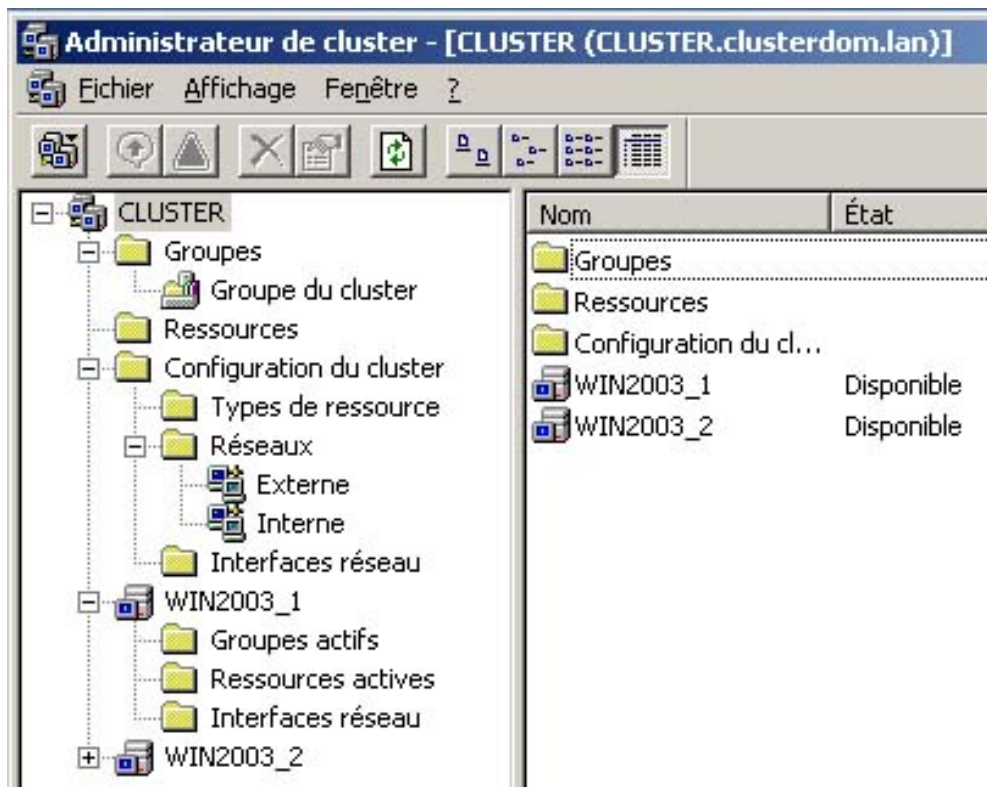 Administrateur de cluster - [CLUSTER (CLUSTER.clusterdom.lan)]
Fichier Affichage Fenêtre ?
CLUSTER
Groupes
Groupe du cluster
Ressources
Configuration du cluster
Types de ressource
Réseaux
Externe
Interne
Interfaces réseau
WIN2003_1
Groupes actifs
Ressources actives
Interfaces réseau
WIN2003_2
Nom État
Groupes
Ressources
Configuration du cl...
WIN2003_1 Disponible
WIN2003_2 Disponible